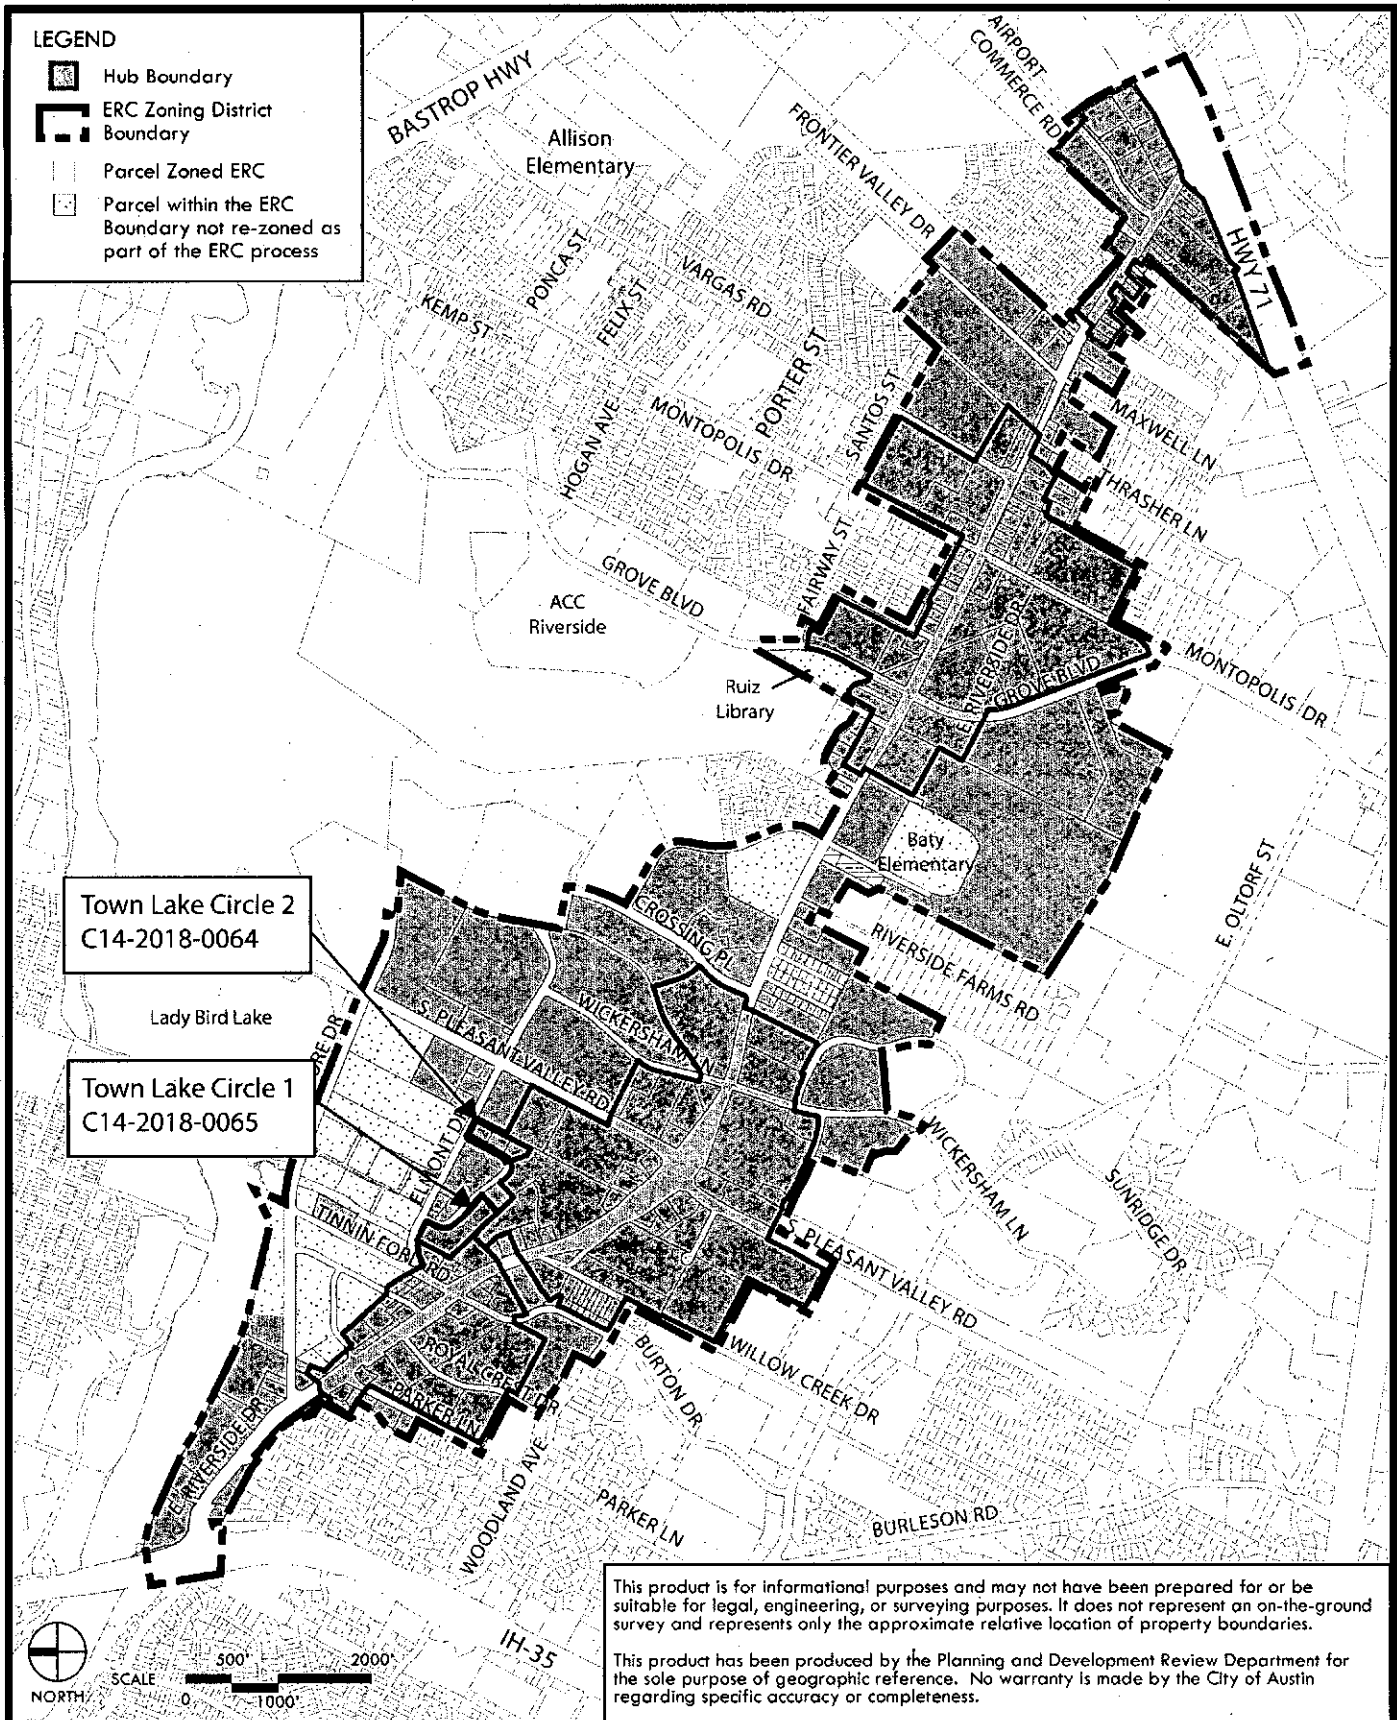 LEGEND
Hub Boundary
ERC Zoning District
Boundary
Parcel Zoned ERC
Parcel within the ERC
Boundary not re-zoned as
part of the ERC process
BASTROP HWY
Allison
Elementary
AIRPORT
COMMERCE RD
FRONTIER VALLEY DR
HWY 71
KEMP ST
PONCA ST
FELIX ST
VARGAS RD
PORTER ST
HOGAN AVE
MONTOPOLIS DR
SANTOS ST
MAXWELL LN
THRASHER LN
FAIRWAY ST
GROVE BLVD
ACC
Riverside
Ruiz
Library
E RIVERSIDE DR
GROVE BLVD
MONTOPOLIS DR
Baty
Elementary
E. OLTORF ST
Town Lake Circle 2
C14-2018-0064
CROSSING PL
RIVERSIDE FARMS RD
Lady Bird Lake
S. PLEASANT VALLEY RD
WICKERSHAM LN
Town Lake Circle 1
C14-2018-0065
ELMONT DR
WICKERSHAM LN
SUNRIDGE DR
TINNIN FORD RD
S. PLEASANT VALLEY RD
ROYAL CREST DR
PARKER LN
BURTON DR
WILLOW CREEK DR
E. RIVERSIDE DR
WOODLAND AVE
PARKER LN
BURLESON RD
IH-35
NORTH
SCALE
500'
2000'
0
1000'
This product is for informational purposes and may not have been prepared for or be
suitable for legal, engineering, or surveying purposes. It does not represent an on-the-ground
survey and represents only the approximate relative location of property boundaries.
This product has been produced by the Planning and Development Review Department for
the sole purpose of geographic reference. No warranty is made by the City of Austin
regarding specific accuracy or completeness.